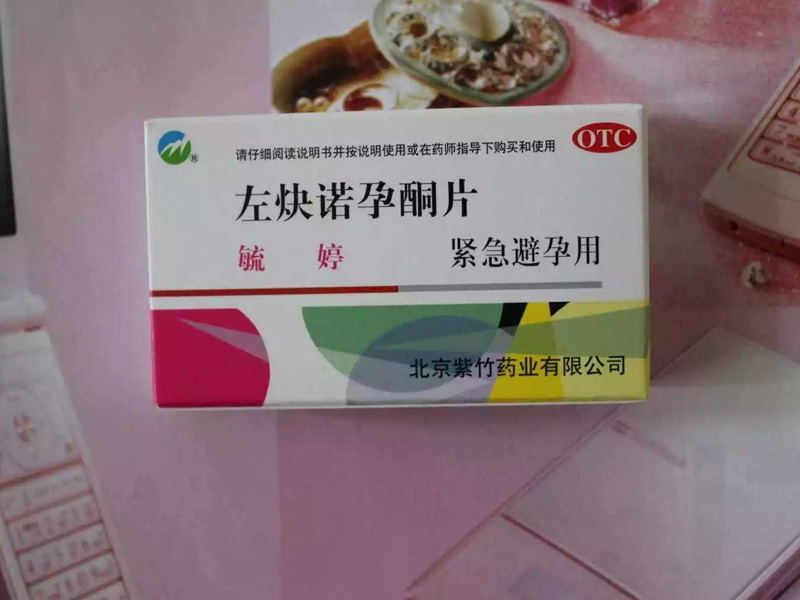 请仔细阅读说明书并按说明使用或在药师指导下购买和使用
OTC
®
左炔诺孕酮片
毓婷
紧急避孕用
北京紫竹药业有限公司